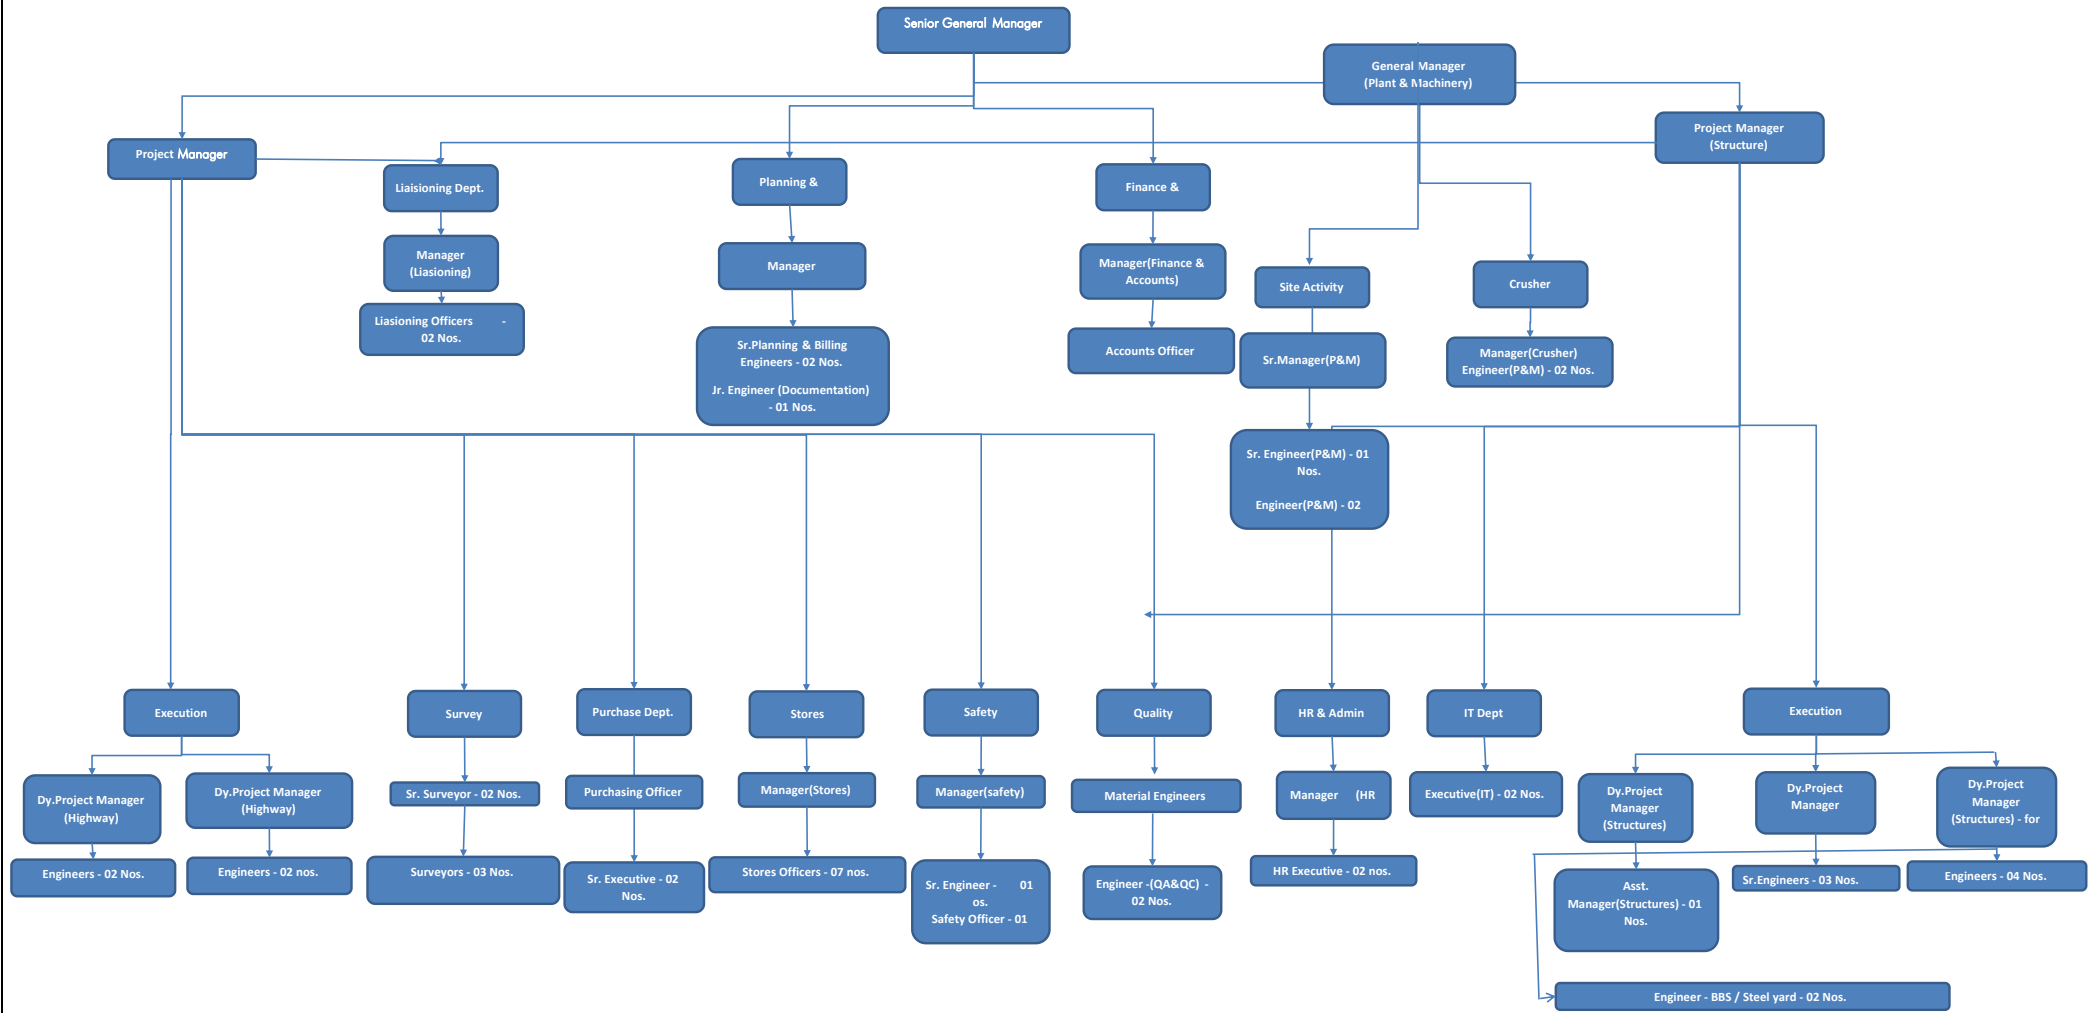 Senior General Manager
General Manager
(Plant & Machinery)
Project Manager
(Structure)
Project Manager
Liaisioning Dept.
Planning &
Finance &
Manager
(Liasioning)
Manager
Manager(Finance &
Accounts)
Site Activity
Crusher
Liasioning Officers -
02 Nos.
Sr.Planning & Billing
Engineers - 02 Nos.
Jr. Engineer (Documentation)
- 01 Nos.
Accounts Officer
Sr.Manager(P&M)
Manager(Crusher)
Engineer(P&M) - 02 Nos.
Sr. Engineer(P&M) - 01
Nos.
Engineer(P&M) - 02
Execution
Survey
Purchase Dept.
Stores
Safety
Quality
HR & Admin
IT Dept
Execution
Dy.Project Manager
(Highway)
Dy.Project Manager
(Highway)
Sr. Surveyor - 02 Nos.
Purchasing Officer
Manager(Stores)
Manager(safety)
Material Engineers
Manager (HR
Executive(IT) - 02 Nos.
Dy.Project
Manager
(Structures)
Dy.Project
Manager
Dy.Project
Manager
(Structures) - for
Engineers - 02 Nos.
Engineers - 02 nos.
Surveyors - 03 Nos.
Sr. Executive - 02
Nos.
Stores Officers - 07 nos.
Sr. Engineer - 01
os.
Safety Officer - 01
Engineer -(QA&QC) -
02 Nos.
HR Executive - 02 nos.
Asst.
Manager(Structures) - 01
Nos.
Sr.Engineers - 03 Nos.
Engineers - 04 Nos.
Engineer - BBS / Steel yard - 02 Nos.